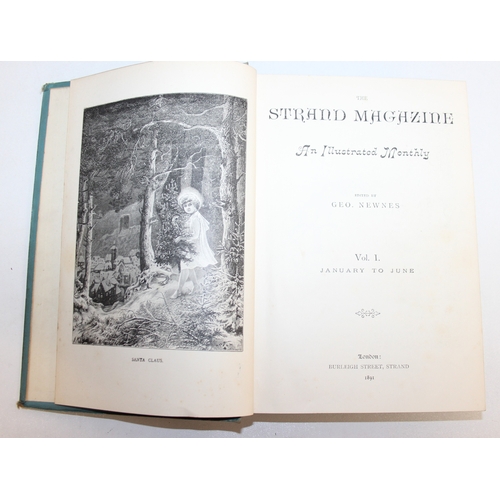 SANTA CLAUS.
THE
STRAND MAGAZINE
An Illustrated Monthly
EDITED BY
GEO. NEWNES
Vol. I.
JANUARY TO JUNE
London:
BURLEIGH STREET, STRAND
1891